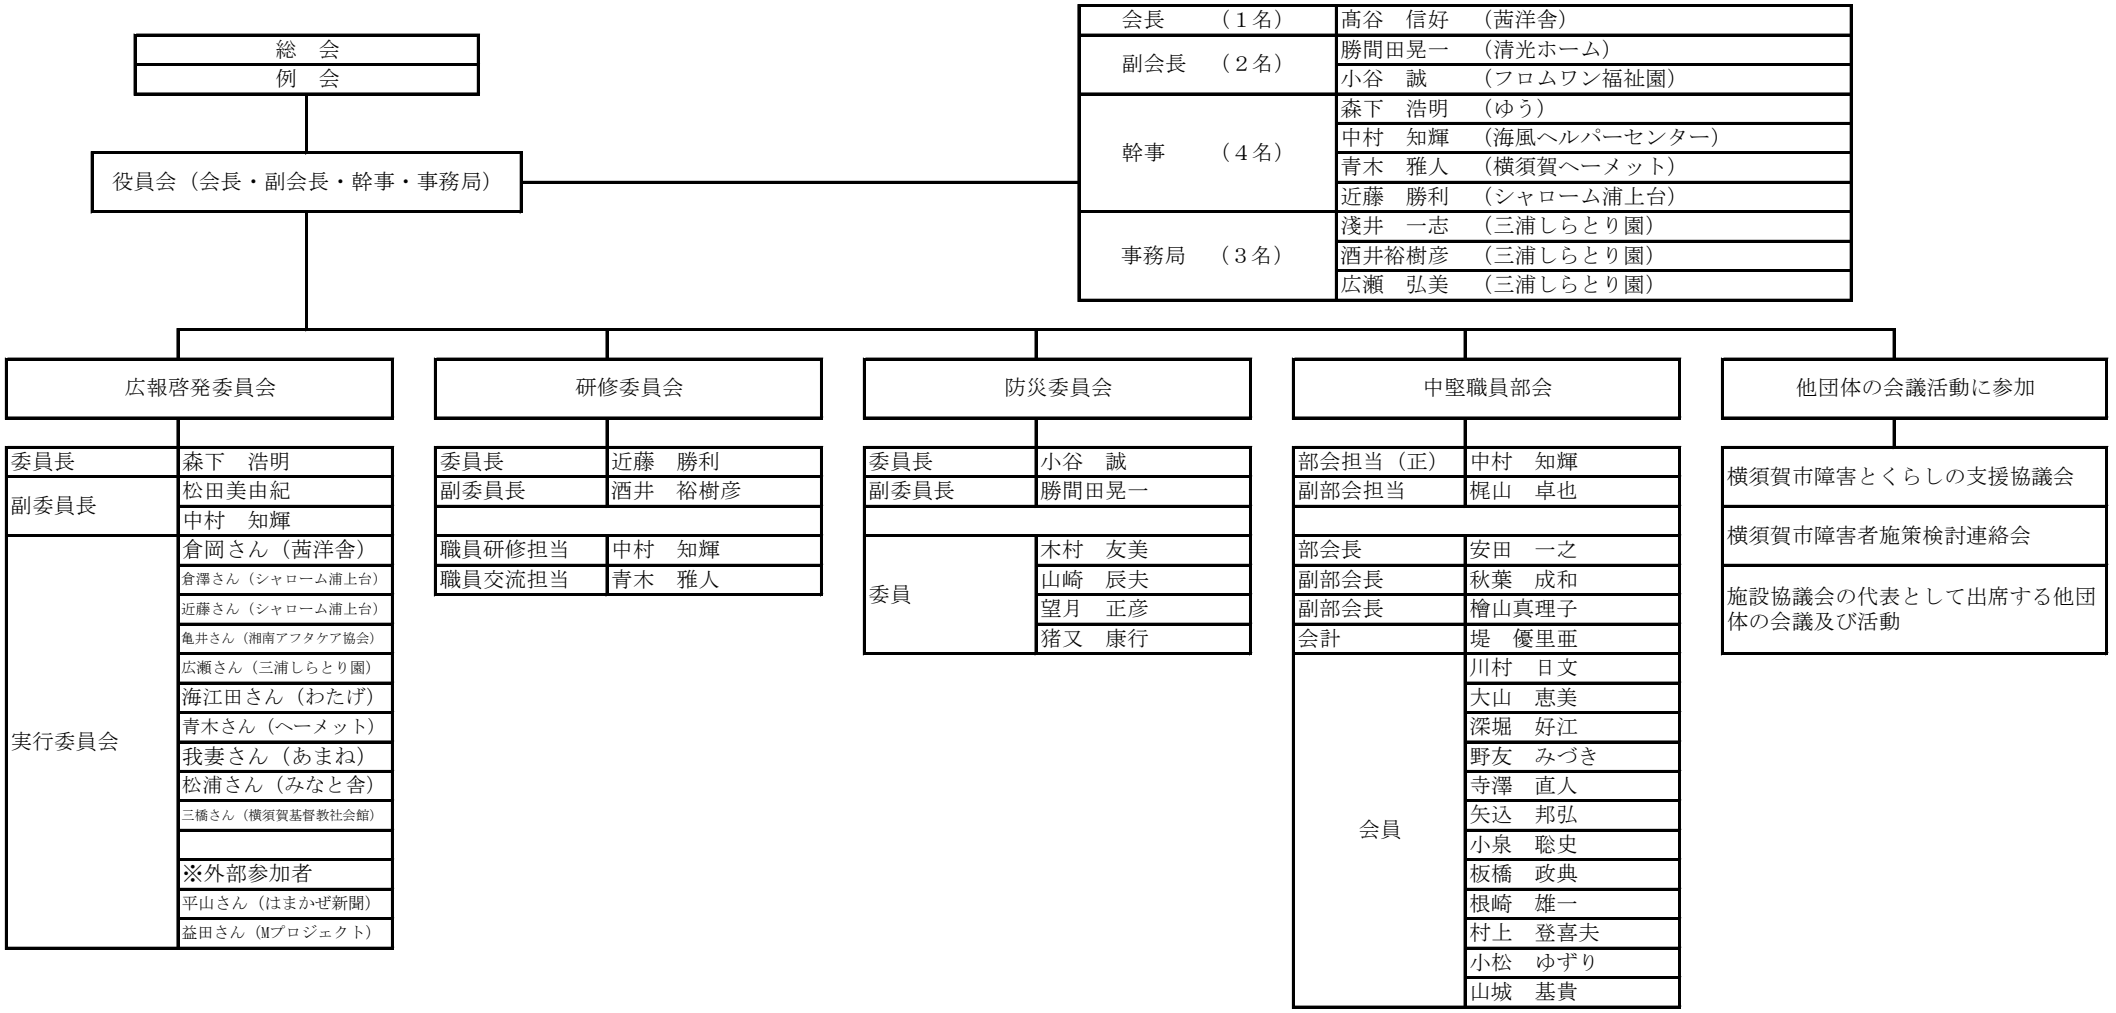 総　会
例　会
役員会（会長・副会長・幹事・事務局）
会長　（１名）　髙谷　信好　（茜洋舎）
副会長　（２名）　勝間田晃一　（清光ホーム）
小谷　誠　（フロムワン福祉園）
幹事　（４名）　森下　浩明　（ゆう）
中村　知輝　（海風ヘルパーセンター）
青木　雅人　（横須賀ヘーメット）
近藤　勝利　（シャローム浦上台）
事務局　（３名）　淺井　一志　（三浦しらとり園）
酒井裕樹彦　（三浦しらとり園）
広瀬　弘美　（三浦しらとり園）
広報啓発委員会
委員長　森下　浩明
副委員長　松田美由紀
中村　知輝
実行委員会　倉岡さん（茜洋舎）
倉澤さん（シャローム浦上台）
近藤さん（シャローム浦上台）
亀井さん（湘南アフタケア協会）
広瀬さん（三浦しらとり園）
海江田さん（わたげ）
青木さん（ヘーメット）
我妻さん（あまね）
松浦さん（みなと舎）
三橋さん（横須賀基督教社会館）
※外部参加者
平山さん（はまかぜ新聞）
益田さん（Mプロジェクト）
研修委員会
委員長　近藤　勝利
副委員長　酒井　裕樹彦
職員研修担当　中村　知輝
職員交流担当　青木　雅人
防災委員会
委員長　小谷　誠
副委員長　勝間田晃一
委員　木村　友美
山崎　辰夫
望月　正彦
猪又　康行
中堅職員部会
部会担当（正）　中村　知輝
副部会担当　梶山　卓也
部会長　安田　一之
副部会長　秋葉　成和
副部会長　檜山真理子
会計　堤　優里亜
会員　川村　日文
大山　恵美
深堀　好江
野友　みづき
寺澤　直人
矢込　邦弘
小泉　聡史
板橋　政典
根崎　雄一
村上　登喜夫
小松　ゆずり
山城　基貴
他団体の会議活動に参加
横須賀市障害とくらしの支援協議会
横須賀市障害者施策検討連絡会
施設協議会の代表として出席する他団
体の会議及び活動